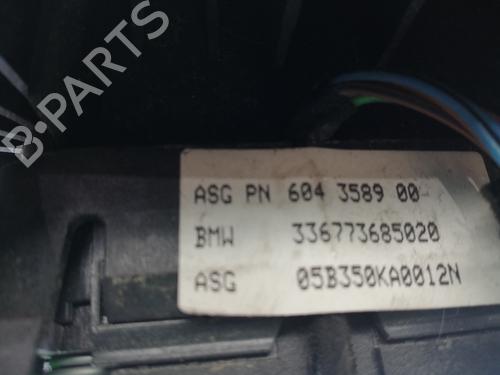 B-PARTS
ASG PN 604 3589 00
BMW 336773685020
ASG 05B350KA0012N